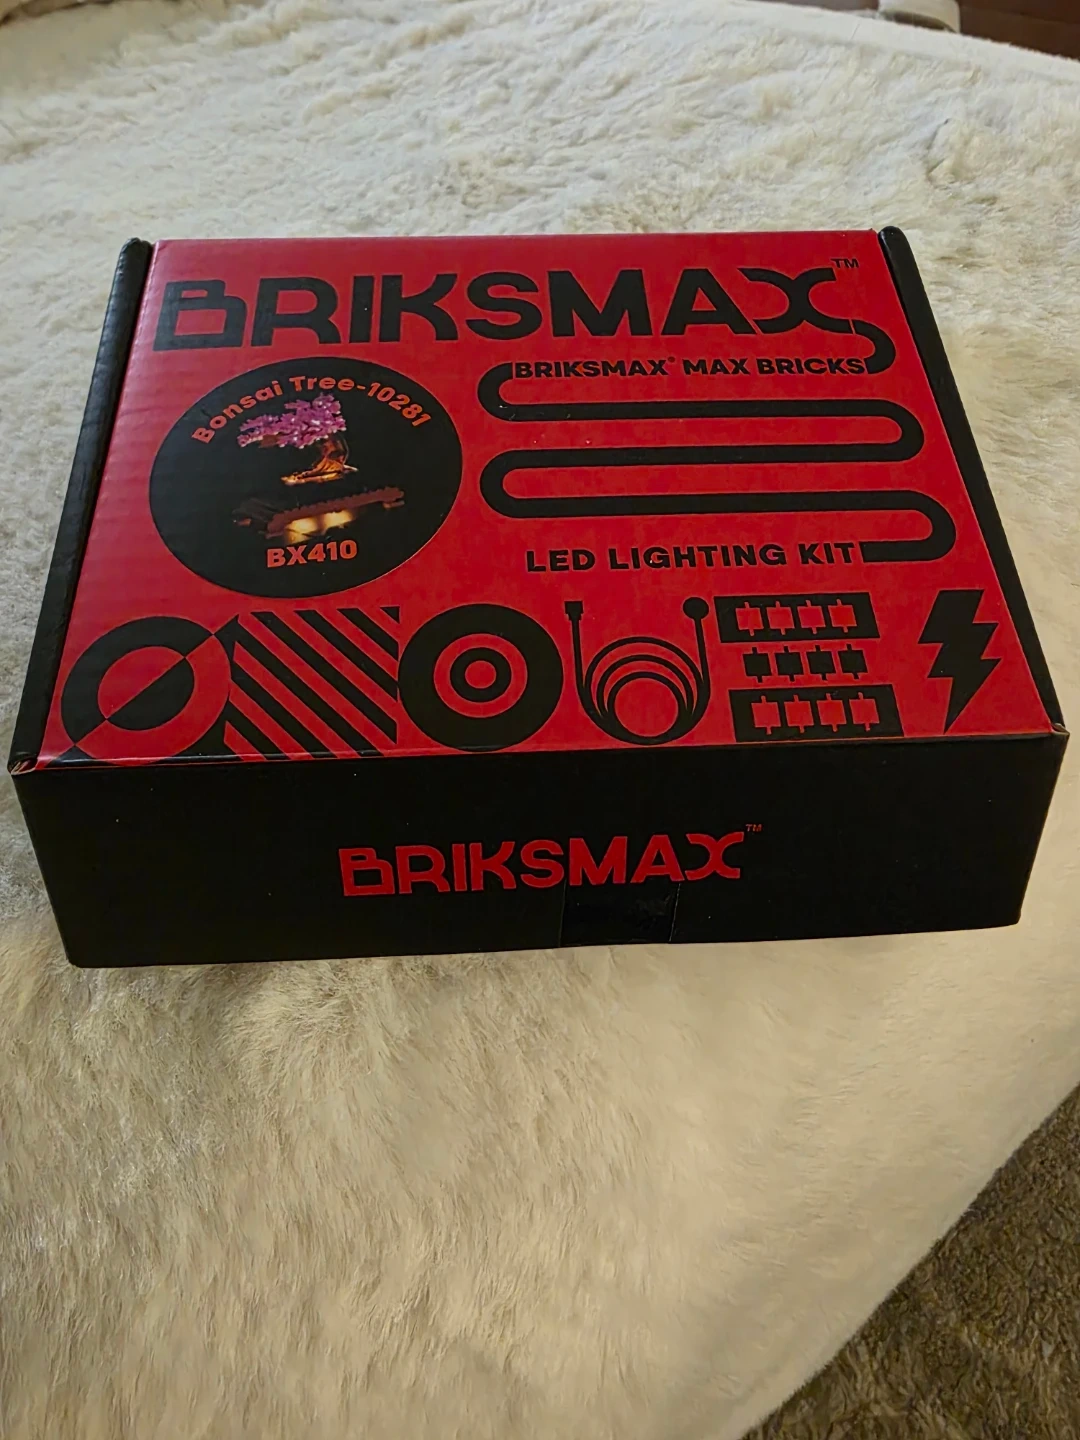 BRIKSMAX™
BRIKSMAX® MAX BRICKS
Bonsai Tree-10281
BX410
LED LIGHTING KIT
BRIKSMAX™